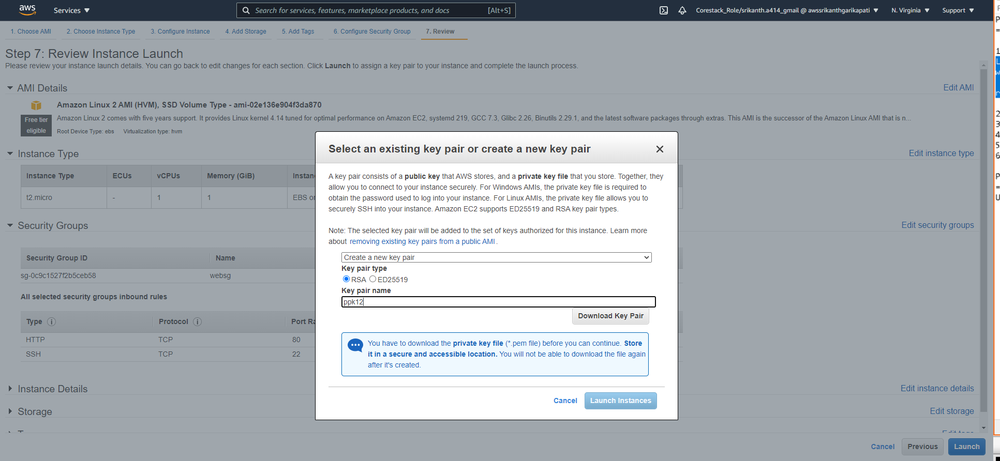 aws
Services
Search for services, features, marketplace products, and docs [Alt+S]
Corestack_Role/srikanth.a414_gmail @ awssrikanthgarikapati
N. Virginia
Support
1. Choose AMI
2. Choose Instance Type
3. Configure Instance
4. Add Storage
5. Add Tags
6. Configure Security Group
7. Review
Step 7: Review Instance Launch
Please review your instance launch details. You can go back to edit changes for each section. Click Launch to assign a key pair to your instance and complete the launch process.
AMI Details
Edit AMI
Amazon Linux 2 AMI (HVM), SSD Volume Type - ami-02e136e904f3da870
Free tier
eligible
Amazon Linux 2 comes with five years support. It provides Linux kernel 4.14 tuned for optimal performance on Amazon EC2, systemd 219, GCC 7.3, Glibc 2.26, Binutils 2.29.1, and the latest software packages through extras. This AMI is the successor of the Amazon Linux AMI that is n...
Root Device Type: ebs Virtualization type: hvm
Instance Type
Edit instance type
Instance Type ECUs vCPUs Memory (GiB)
t2.micro - 1 1 EBS
Security Groups
Edit security groups
Security Group ID Name
sg-0c9c1527f2b5ceb58 websg
All selected security groups inbound rules
Type Protocol Port
HTTP TCP 80
SSH TCP 22
Instance Details
Edit instance details
Storage
Edit storage
Cancel Previous Launch
Select an existing key pair or create a new key pair
A key pair consists of a public key that AWS stores, and a private key file that you store. Together, they
allow you to connect to your instance securely. For Windows AMIs, the private key file is required to
obtain the password used to log into your instance. For Linux AMIs, the private key file allows you to
securely SSH into your instance. Amazon EC2 supports ED25519 and RSA key pair types.
Note: The selected key pair will be added to the set of keys authorized for this instance. Learn more
about removing existing key pairs from a public AMI .
Create a new key pair
Key pair type
RSA ED25519
Key pair name
ppk12
Download Key Pair
You have to download the private key file (*.pem file) before you can continue. Store
it in a secure and accessible location. You will not be able to download the file again
after it's created.
Cancel Launch Instances